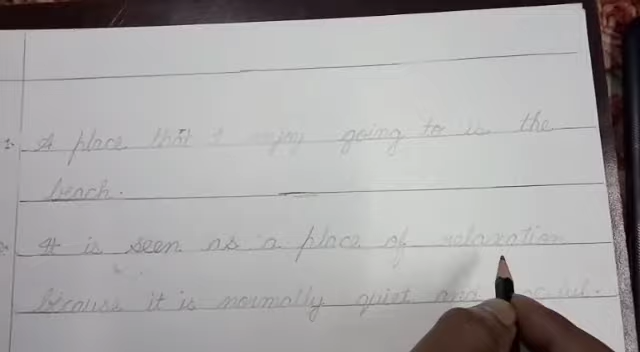 1. A place that I enjoy going to is the
beach.
2. It is seen as a place of relaxation
because it is normally quiet and